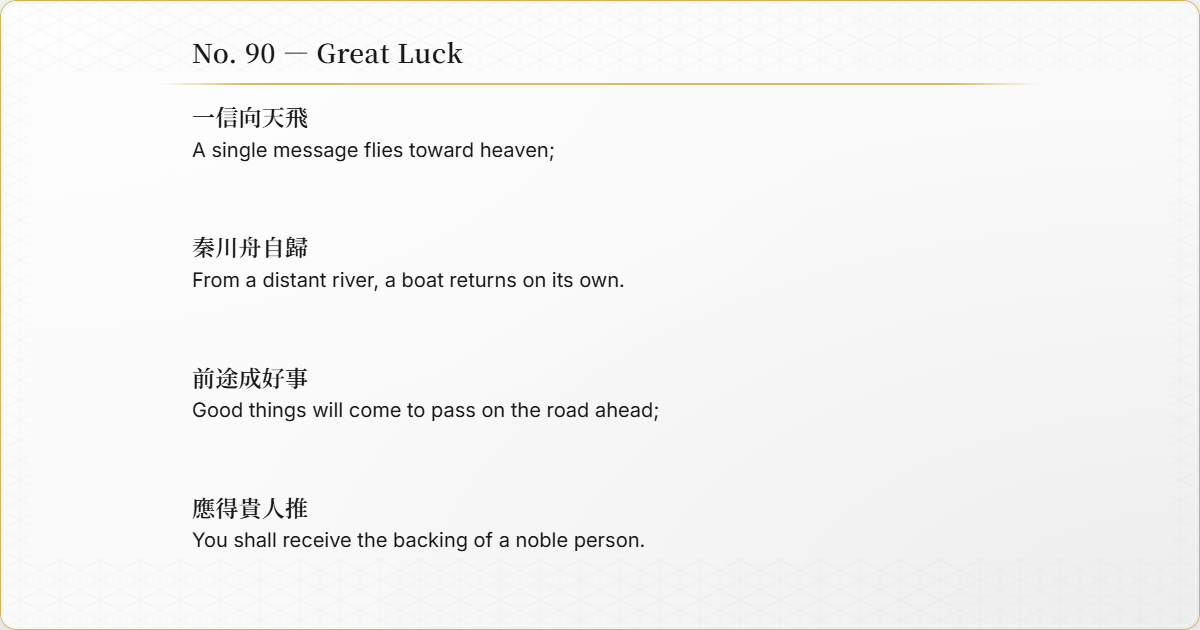 No. 90 — Great Luck
一信向天飛
A single message flies toward heaven;
秦川舟自歸
From a distant river, a boat returns on its own.
前途成好事
Good things will come to pass on the road ahead;
應得貴人推
You shall receive the backing of a noble person.